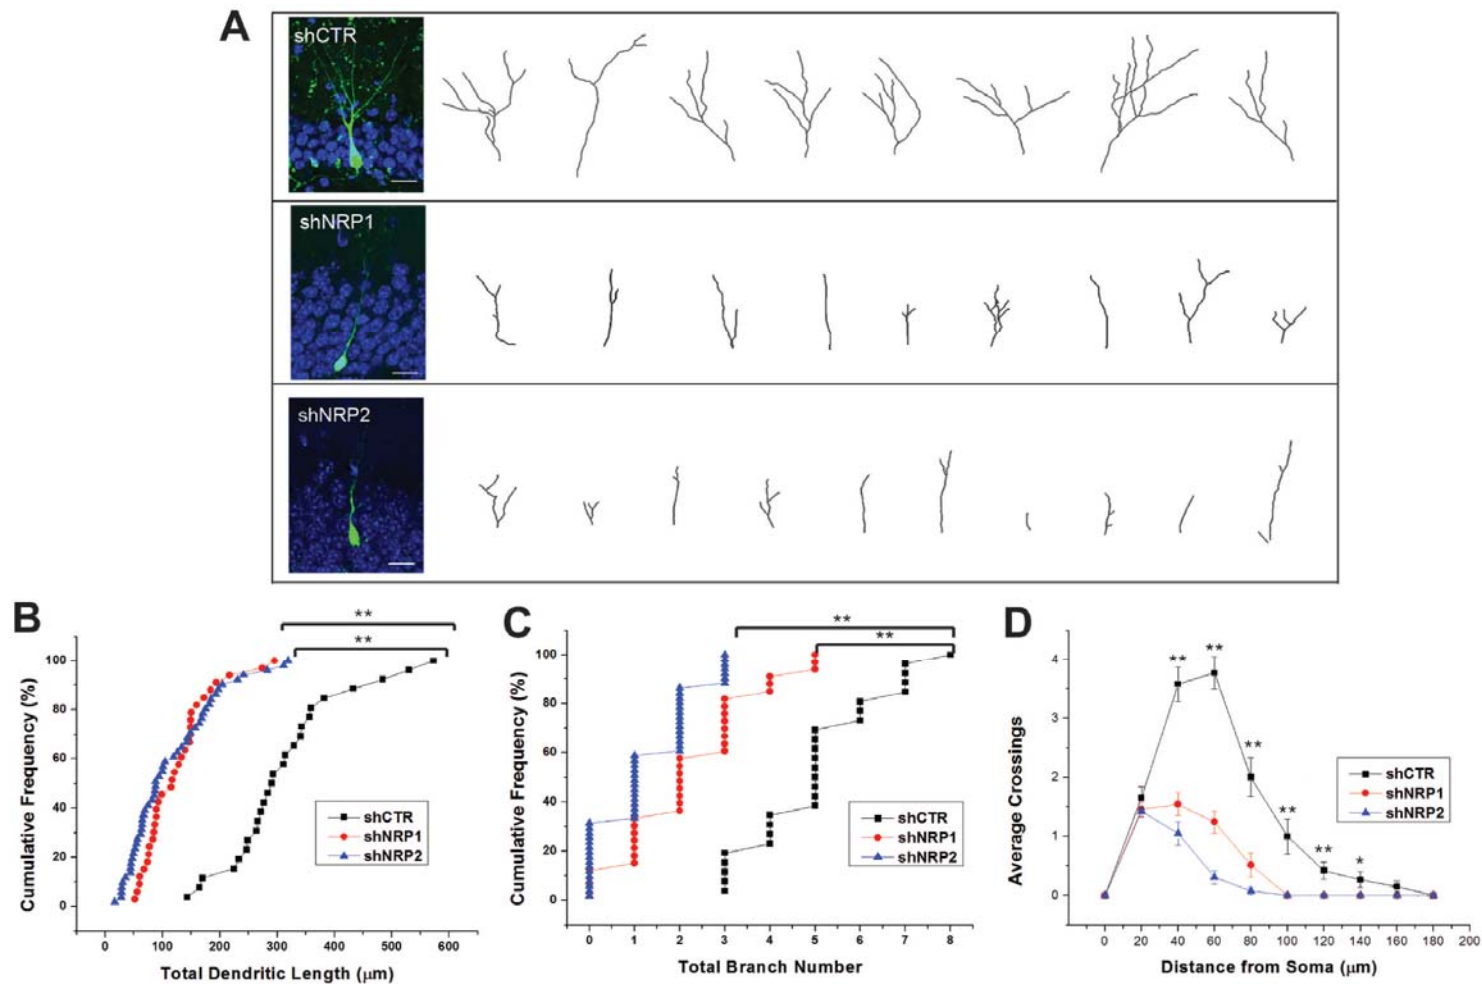 A
shCTR
shNRP1
shNRP2
B
**
**
Cumulative Frequency (%)
100
80
60
40
20
0
shCTR
shNRP1
shNRP2
0 100 200 300 400 500 600
Total Dendritic Length (μm)
C
**
**
Cumulative Frequency (%)
100
80
60
40
20
0
shCTR
shNRP1
shNRP2
0 1 2 3 4 5 6 7 8
Total Branch Number
D
Average Crossings
4
3
2
1
0
** ** ** ** ** *
shCTR
shNRP1
shNRP2
0 20 40 60 80 100 120 140 160 180 200
Distance from Soma (μm)